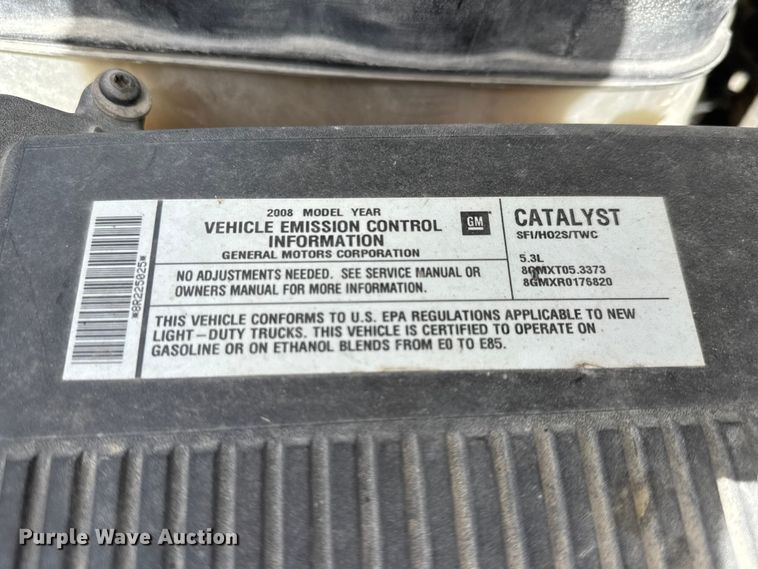 *8R225025*
2008 MODEL YEAR
VEHICLE EMISSION CONTROL
INFORMATION
GENERAL MOTORS CORPORATION
GM
CATALYST
SFI/HO2S/TWC
5.3L
8GMXT05.3373
8GMXR0176820
NO ADJUSTMENTS NEEDED. SEE SERVICE MANUAL OR
OWNERS MANUAL FOR MORE INFORMATION.
THIS VEHICLE CONFORMS TO U.S. EPA REGULATIONS APPLICABLE TO NEW
LIGHT-DUTY TRUCKS. THIS VEHICLE IS CERTIFIED TO OPERATE ON
GASOLINE OR ON ETHANOL BLENDS FROM E0 TO E85.
Purple Wave Auction